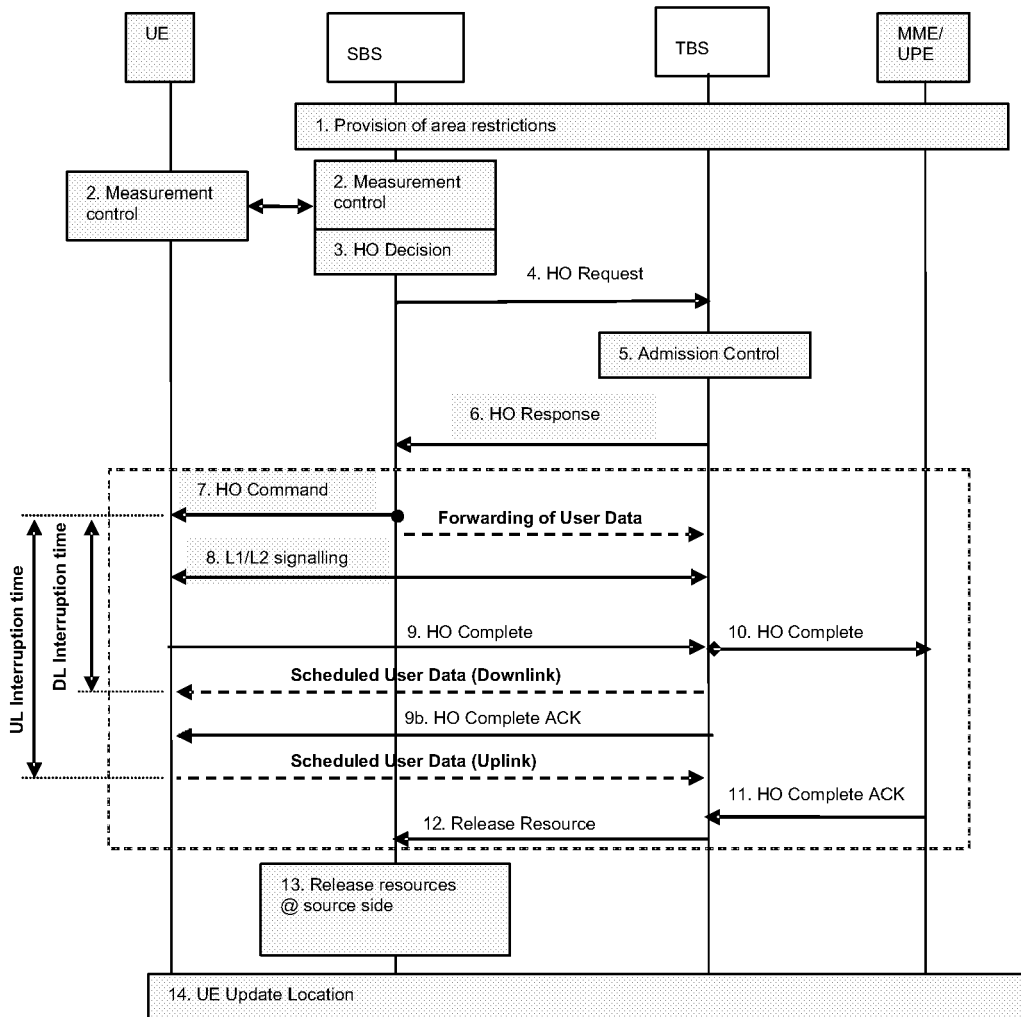 UE
SBS
TBS
MME/
UPE
1. Provision of area restrictions
2. Measurement
control
2. Measurement
control
3. HO Decision
4. HO Request
5. Admission Control
6. HO Response
7. HO Command
Forwarding of User Data
8. L1/L2 signalling
UL Interruption time
DL Interruption time
9. HO Complete
10. HO Complete
Scheduled User Data (Downlink)
9b. HO Complete ACK
Scheduled User Data (Uplink)
11. HO Complete ACK
12. Release Resource
13. Release resources
@ source side
14. UE Update Location